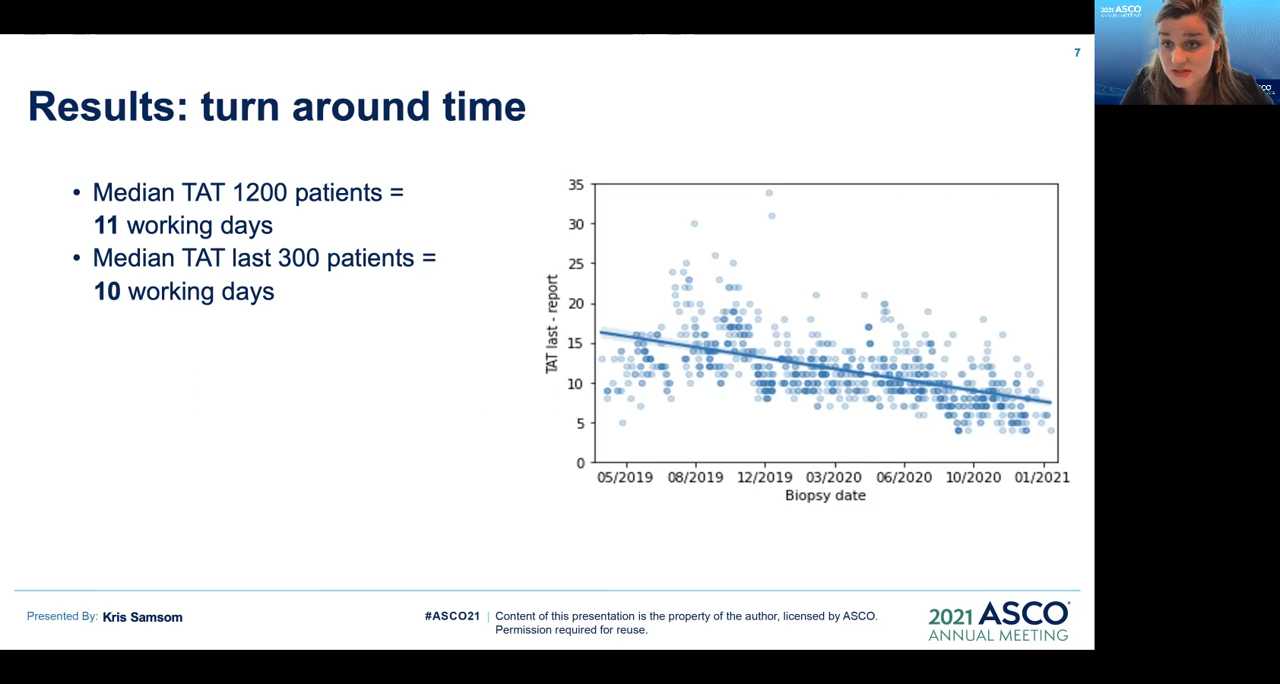 7
2021 ASCO
Results: turn around time
• Median TAT 1200 patients =
11 working days
• Median TAT last 300 patients =
10 working days
35
30
25
20
15
10
5
0
TAT last - report
05/2019 08/2019 12/2019 03/2020 06/2020 10/2020 01/2021
Biopsy date
Presented By: Kris Samsom
#ASCO21 | Content of this presentation is the property of the author, licensed by ASCO.
Permission required for reuse.
2021 ASCO
ANNUAL MEETING